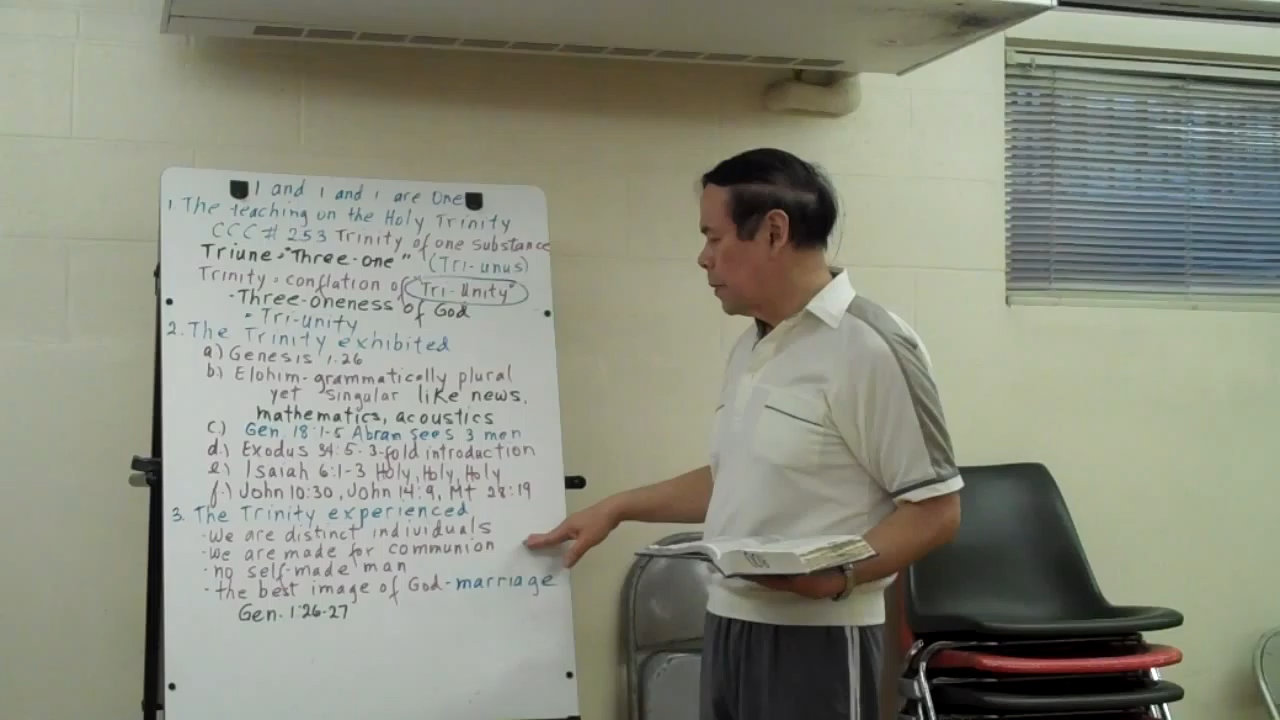 1 and 1 and 1 are One
1. The teaching on the Holy Trinity
CCC # 253 Trinity of one substance
Triune = "Three-one" (Tri-unus)
Trinity = conflation of "Tri-Unity"
· Three-oneness of God
· Tri-unity
2. The Trinity exhibited
a) Genesis 1:26
b.) Elohim - grammatically plural
yet singular like news,
mathematics, acoustics
c.) Gen. 18:1-5 Abram sees 3 men
d.) Exodus 34:5 - 3-fold introduction
e.) Isaiah 6:1-3 Holy, Holy, Holy
f.) John 10:30, John 14:9, Mt 28:19
3. The Trinity experienced
· We are distinct individuals
· We are made for communion
· no self-made man
· the best image of God - marriage
Gen. 1:26-27